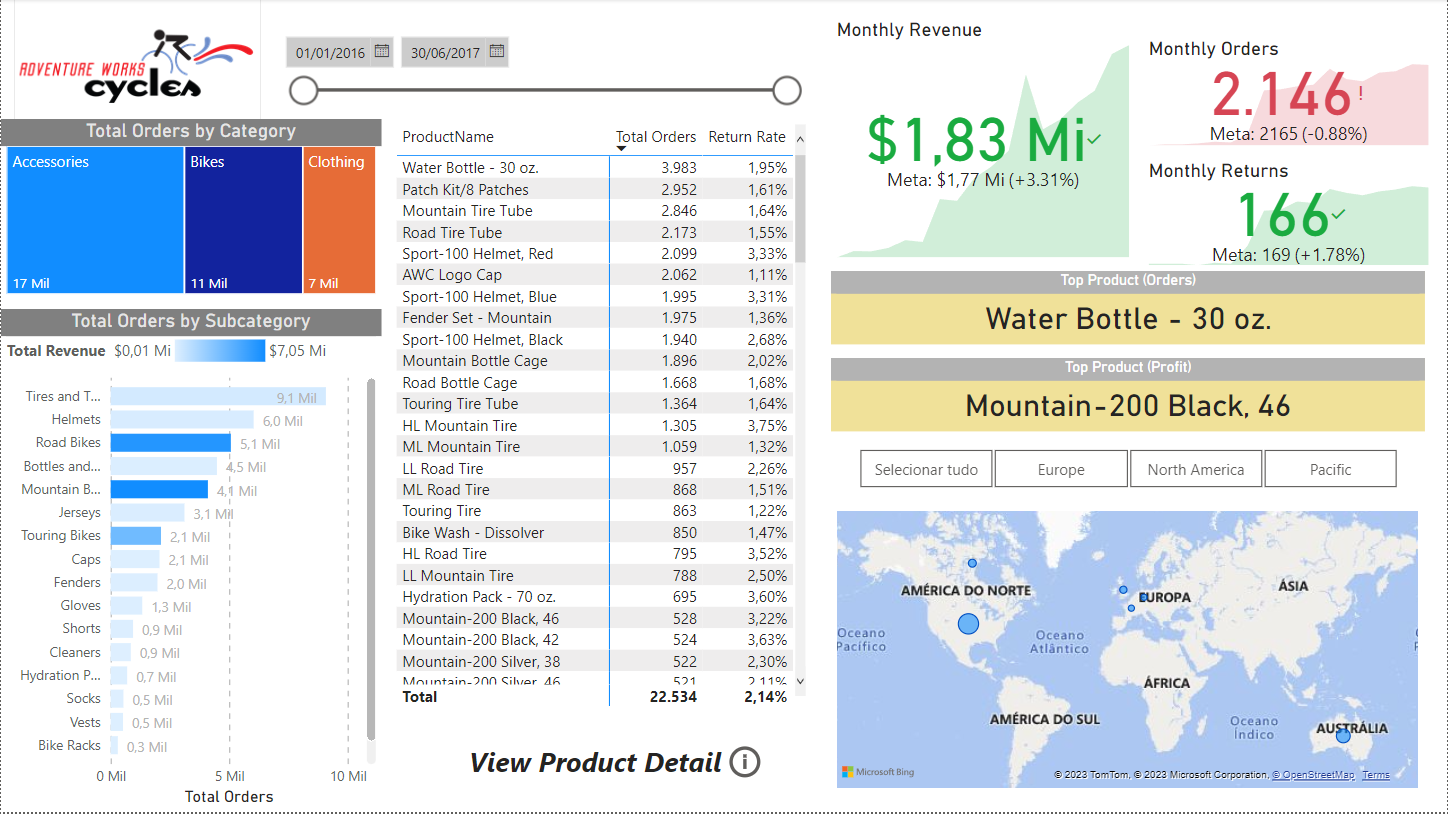 ADVENTURE WORKS
cycles
01/01/2016
30/06/2017
Total Orders by Category
Accessories
17 Mil
Bikes
11 Mil
Clothing
7 Mil
Total Orders by Subcategory
Total Revenue $0,01 Mi $7,05 Mi
Tires and T... 9,1 Mil
Helmets 6,0 Mil
Road Bikes 5,1 Mil
Bottles and... 4,5 Mil
Mountain B... 4,1 Mil
Jerseys 3,1 Mil
Touring Bikes 2,1 Mil
Caps 2,1 Mil
Fenders 2,0 Mil
Gloves 1,3 Mil
Shorts 0,9 Mil
Cleaners 0,9 Mil
Hydration P... 0,7 Mil
Socks 0,5 Mil
Vests 0,5 Mil
Bike Racks 0,3 Mil
0 Mil 5 Mil 10 Mil
Total Orders
ProductName Total Orders Return Rate
Water Bottle - 30 oz. 3.983 1,95%
Patch Kit/8 Patches 2.952 1,61%
Mountain Tire Tube 2.846 1,64%
Road Tire Tube 2.173 1,55%
Sport-100 Helmet, Red 2.099 3,33%
AWC Logo Cap 2.062 1,11%
Sport-100 Helmet, Blue 1.995 3,31%
Fender Set - Mountain 1.975 1,36%
Sport-100 Helmet, Black 1.940 2,68%
Mountain Bottle Cage 1.896 2,02%
Road Bottle Cage 1.668 1,68%
Touring Tire Tube 1.364 1,64%
HL Mountain Tire 1.305 3,75%
ML Mountain Tire 1.059 1,32%
LL Road Tire 957 2,26%
ML Road Tire 868 1,51%
Touring Tire 863 1,22%
Bike Wash - Dissolver 850 1,47%
HL Road Tire 795 3,52%
LL Mountain Tire 788 2,50%
Hydration Pack - 70 oz. 695 3,60%
Mountain-200 Black, 46 528 3,22%
Mountain-200 Black, 42 524 3,63%
Mountain-200 Silver, 38 522 2,30%
Mountain-200 Silver, 46 521 2,11%
Total 22.534 2,14%
View Product Detail
Monthly Revenue
$1,83 Mi
Meta: $1,77 Mi (+3.31%)
Monthly Orders
2.146 !
Meta: 2165 (-0.88%)
Monthly Returns
166
Meta: 169 (+1.78%)
Top Product (Orders)
Water Bottle - 30 oz.
Top Product (Profit)
Mountain-200 Black, 46
Selecionar tudo
Europe
North America
Pacific
AMÉRICA DO NORTE
EUROPA
ÁSIA
Oceano
Pacífico
Oceano
Atlântico
ÁFRICA
AMÉRICA DO SUL
Oceano
Índico
AUSTRÁLIA
Microsoft Bing
© 2023 TomTom, © 2023 Microsoft Corporation, © OpenStreetMap Terms